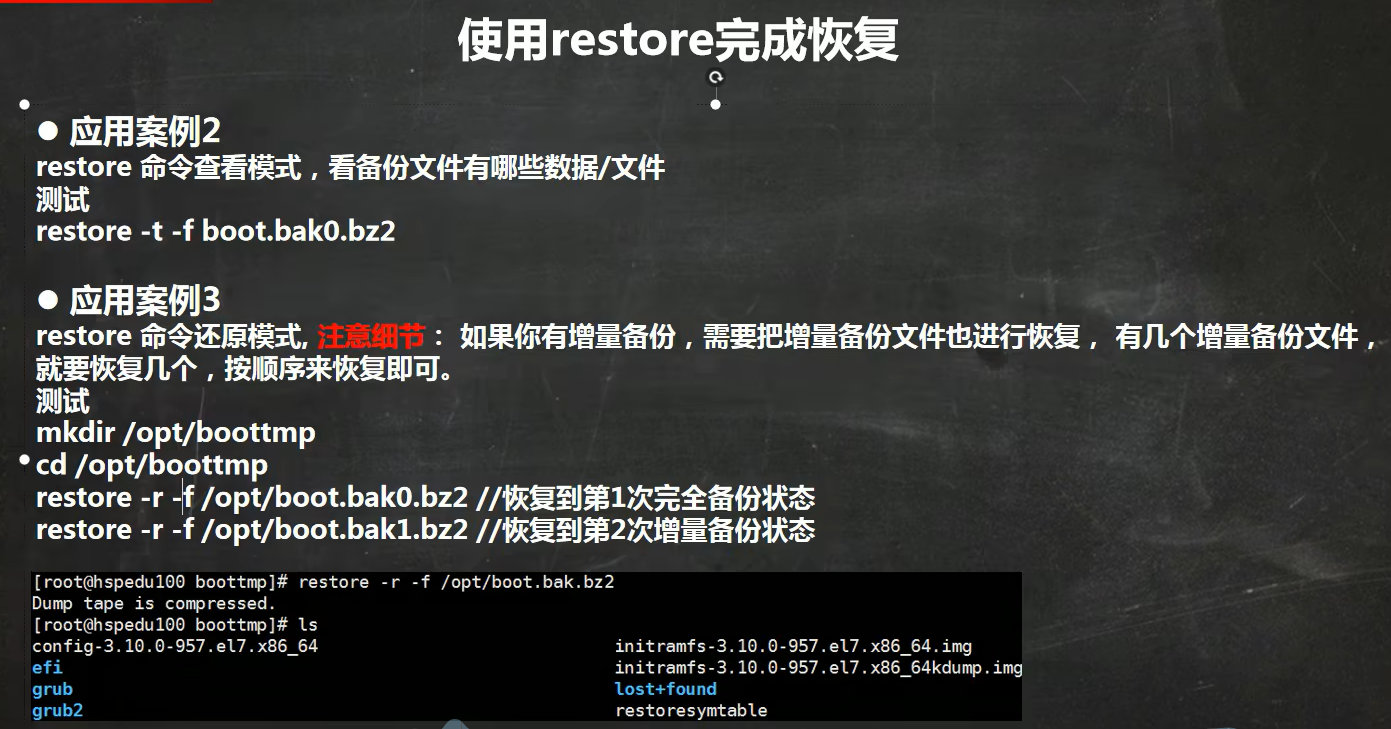 使用restore完成恢复
● 应用案例2
restore 命令查看模式，看备份文件有哪些数据/文件
测试
restore -t -f boot.bak0.bz2
● 应用案例3
restore 命令还原模式, 注意细节： 如果你有增量备份，需要把增量备份文件也进行恢复， 有几个增量备份文件，
就要恢复几个，按顺序来恢复即可。
测试
mkdir /opt/boottmp
cd /opt/boottmp
restore -r -f /opt/boot.bak0.bz2 //恢复到第1次完全备份状态
restore -r -f /opt/boot.bak1.bz2 //恢复到第2次增量备份状态
[root@hspedu100 boottmp]# restore -r -f /opt/boot.bak.bz2
Dump tape is compressed.
[root@hspedu100 boottmp]# ls
config-3.10.0-957.el7.x86_64 initramfs-3.10.0-957.el7.x86_64.img
efi initramfs-3.10.0-957.el7.x86_64kdump.img
grub lost+found
grub2 restoresymtable